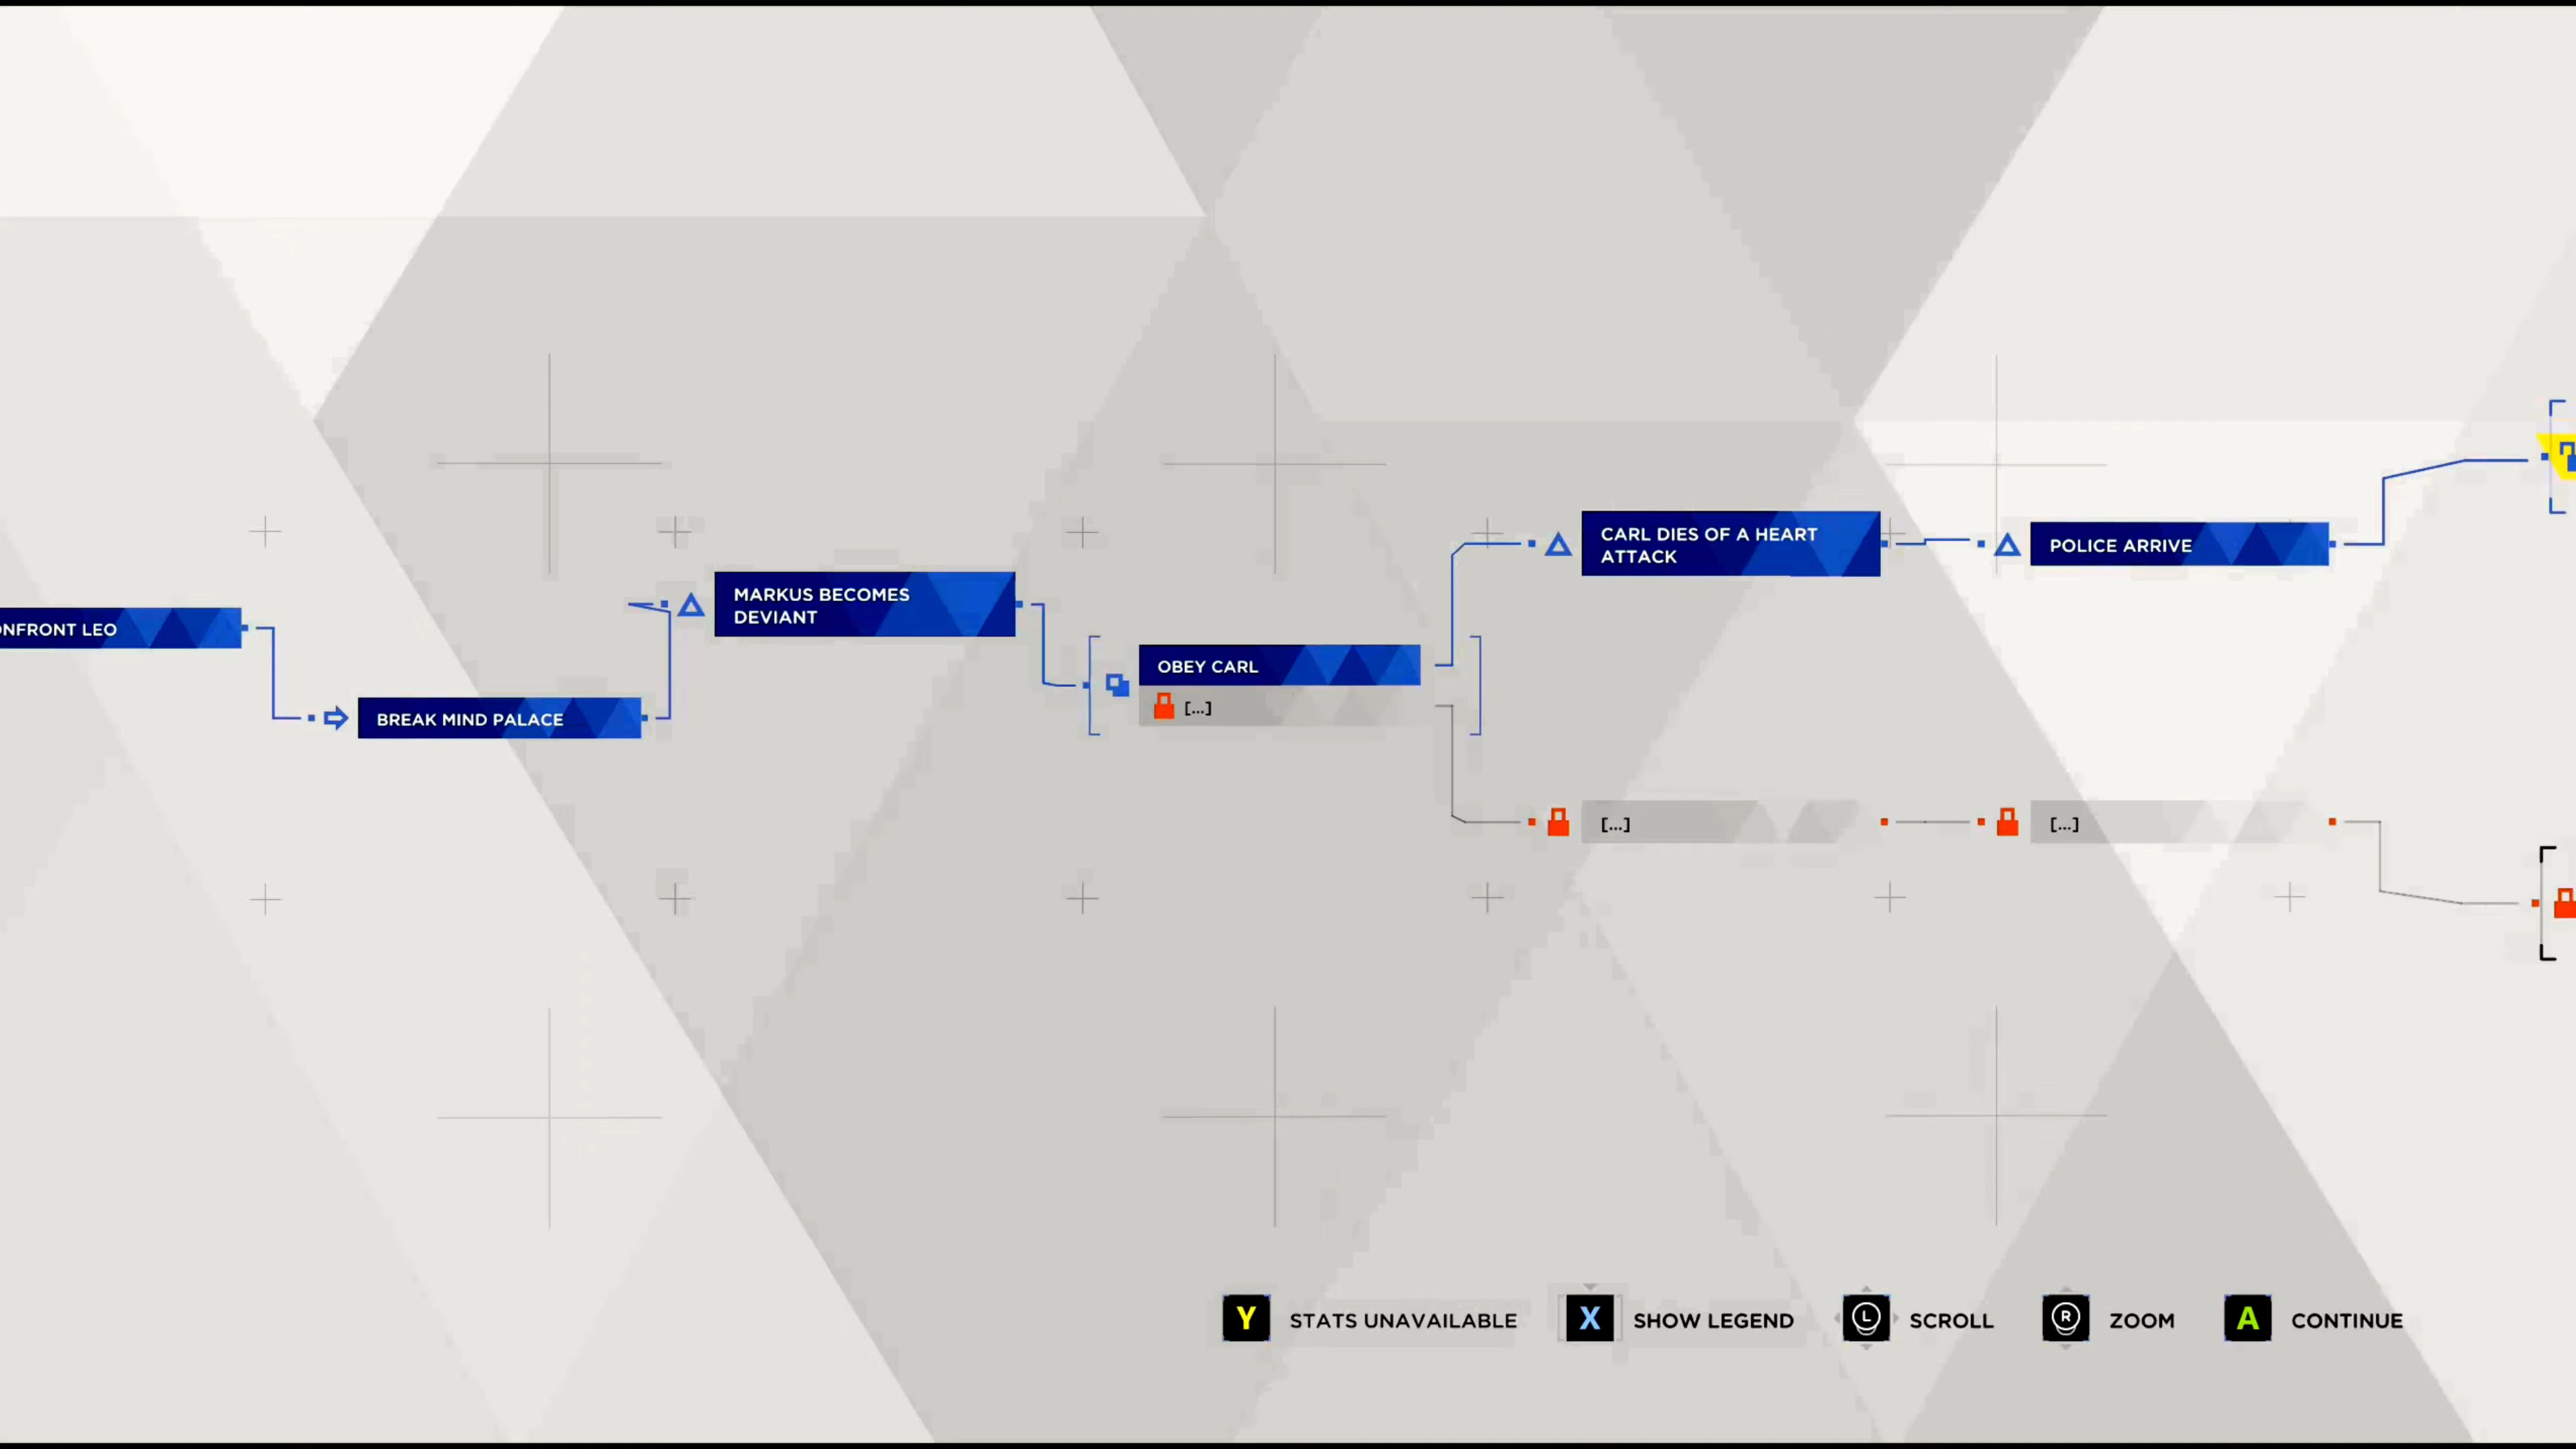 NFRONT LEO
BREAK MIND PALACE
MARKUS BECOMES
DEVIANT
OBEY CARL
[...]
CARL DIES OF A HEART
ATTACK
POLICE ARRIVE
[...]
[...]
Y STATS UNAVAILABLE
X SHOW LEGEND
L SCROLL
R ZOOM
A CONTINUE